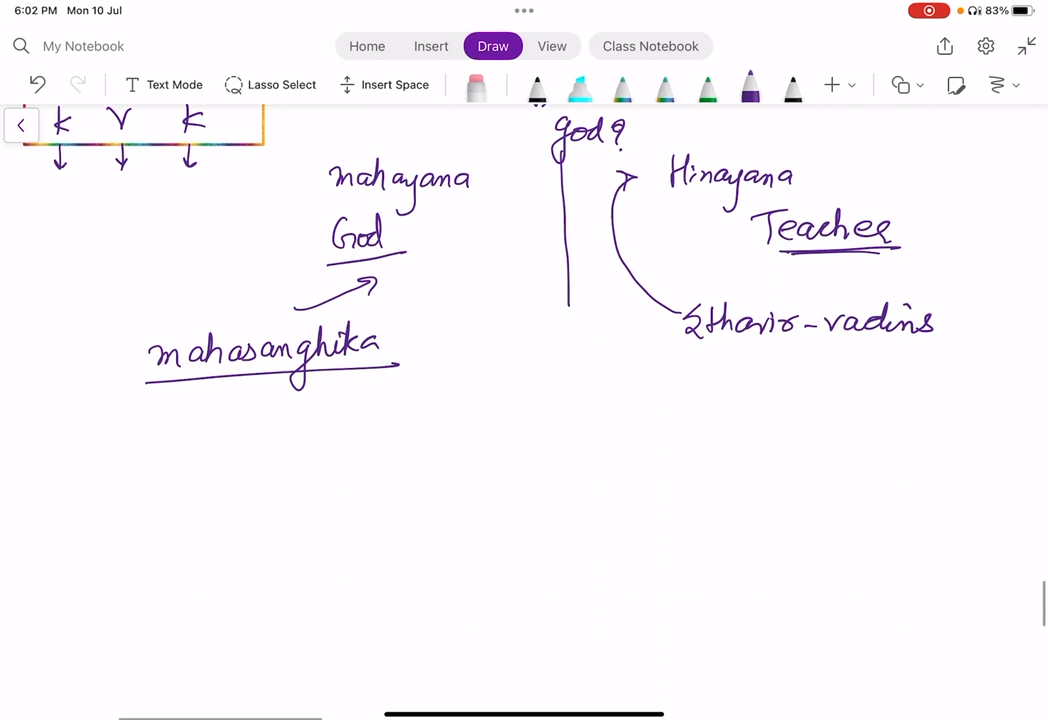 6:02 PM Mon 10 Jul
83%
My Notebook
Home Insert Draw View Class Notebook
Text Mode Lasso Select Insert Space
k v k
god?
mahayana
God
mahasanghika
Hinayana
Teacher
Sthavir-vadins